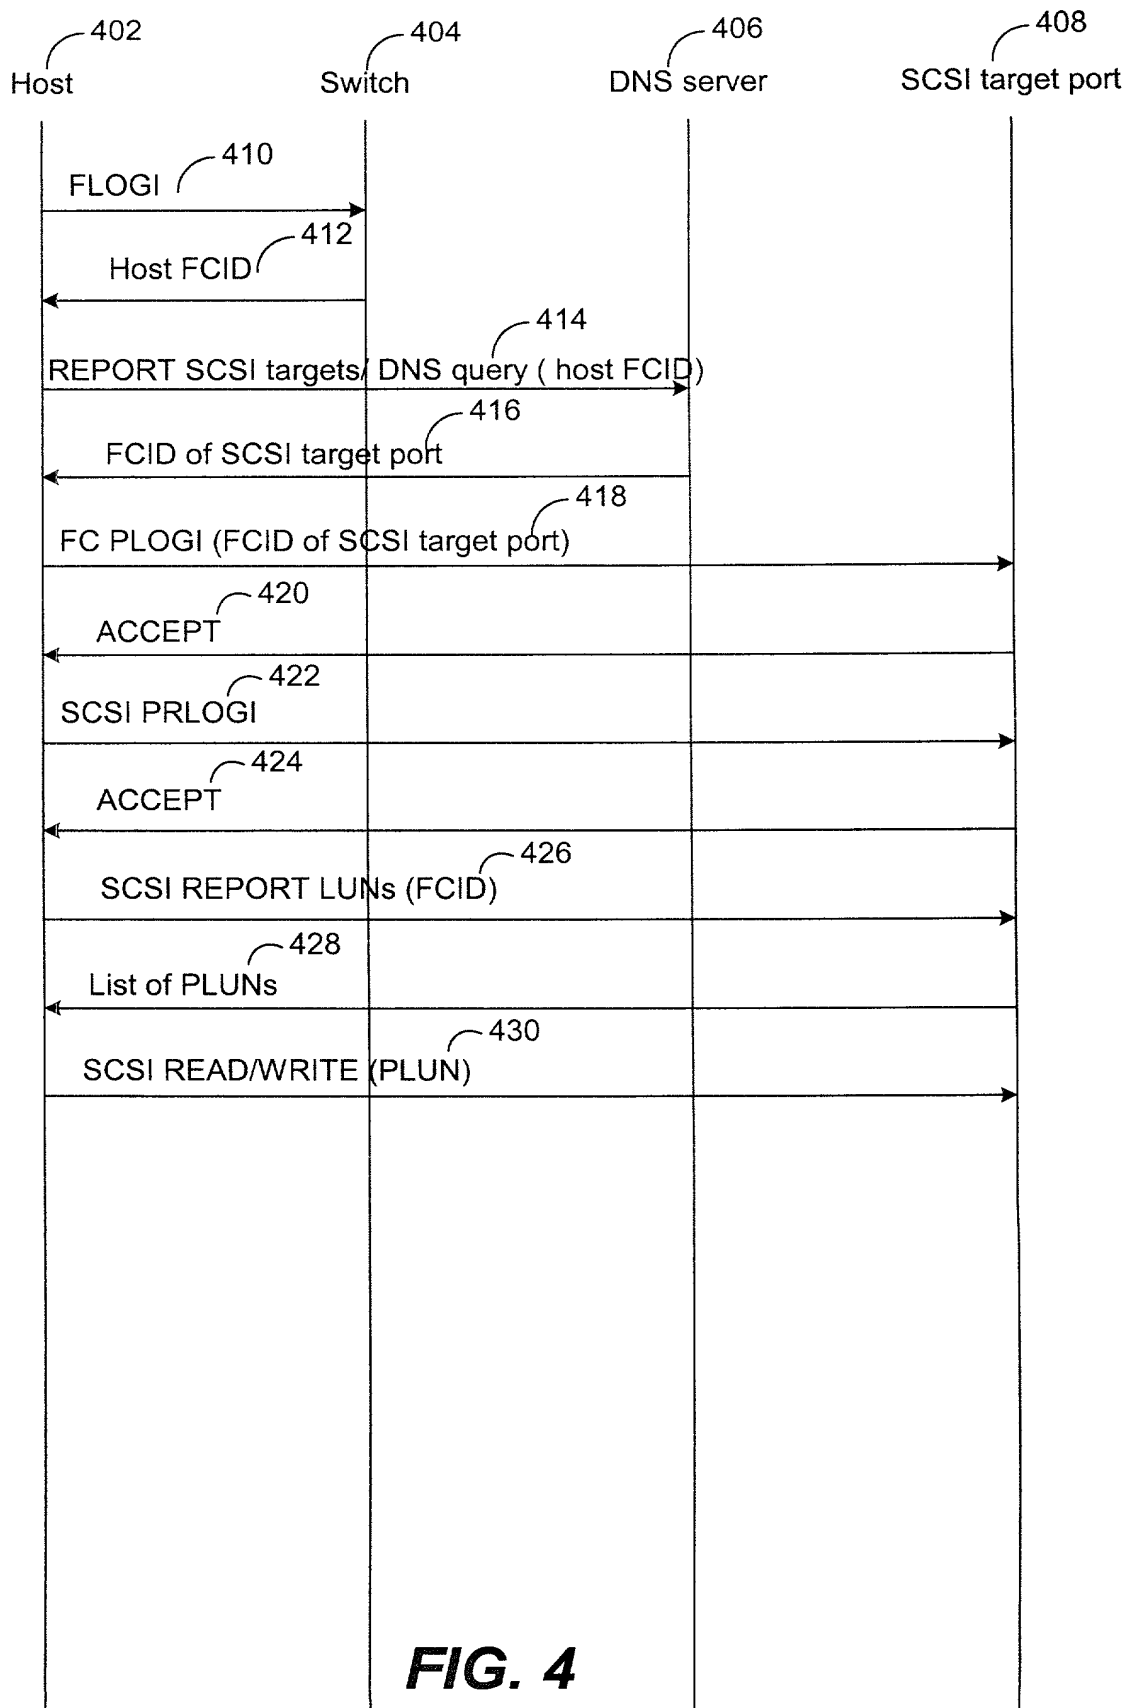 402
404
406
408
Host
Switch
DNS server
SCSI target port
410
FLOGI
412
Host FCID
414
REPORT SCSI targets/ DNS query ( host FCID)
416
FCID of SCSI target port
418
FC PLOGI (FCID of SCSI target port)
420
ACCEPT
422
SCSI PRLOGI
424
ACCEPT
426
SCSI REPORT LUNs (FCID)
428
List of PLUNs
430
SCSI READ/WRITE (PLUN)
FIG. 4